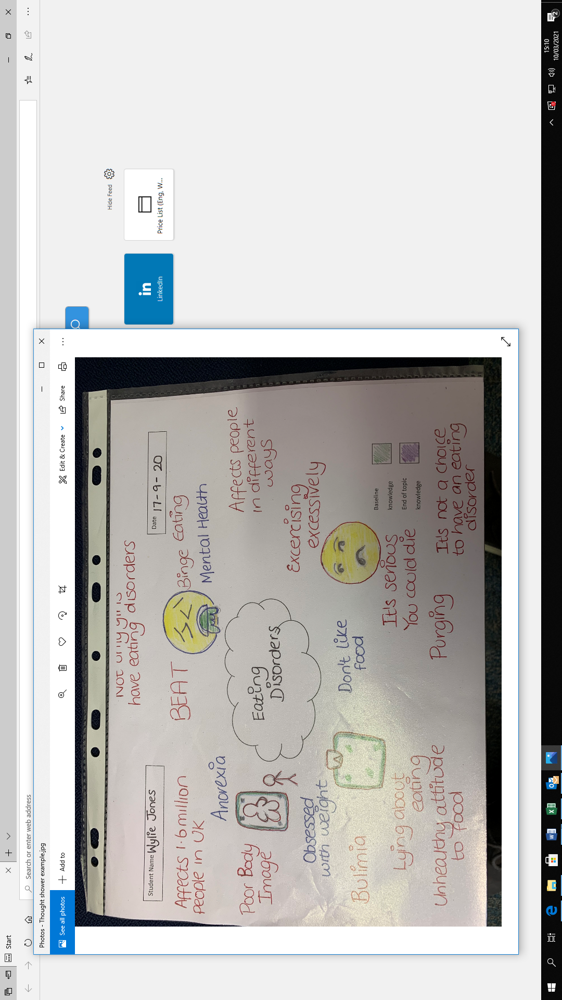 Start
Search or enter web address
Hide Feed
in
LinkedIn
Price List (Eng, W...
Photos - Thought shower example.jpg
See all photos
Add to
Edit & Create
Share
Student Name Wylie Jones
Date 17-9-20
Not only girls
have eating disorders
Affects 1.6 million
people in UK
BEAT
Binge Eating
Mental Health
Anorexia
Affects people
in different
ways
Poor Body
Image
Eating
Disorders
Excercising
excessively
Obsessed
with weight
Don't Like
food
Bulimia
Lying about
eating
It's serious
You could die
Baseline
knowledge
End of topic
knowledge
Unhealthy attitude
to food
Purging
It's not a choice
to have an eating
disorder
15:10
10/03/2021
2